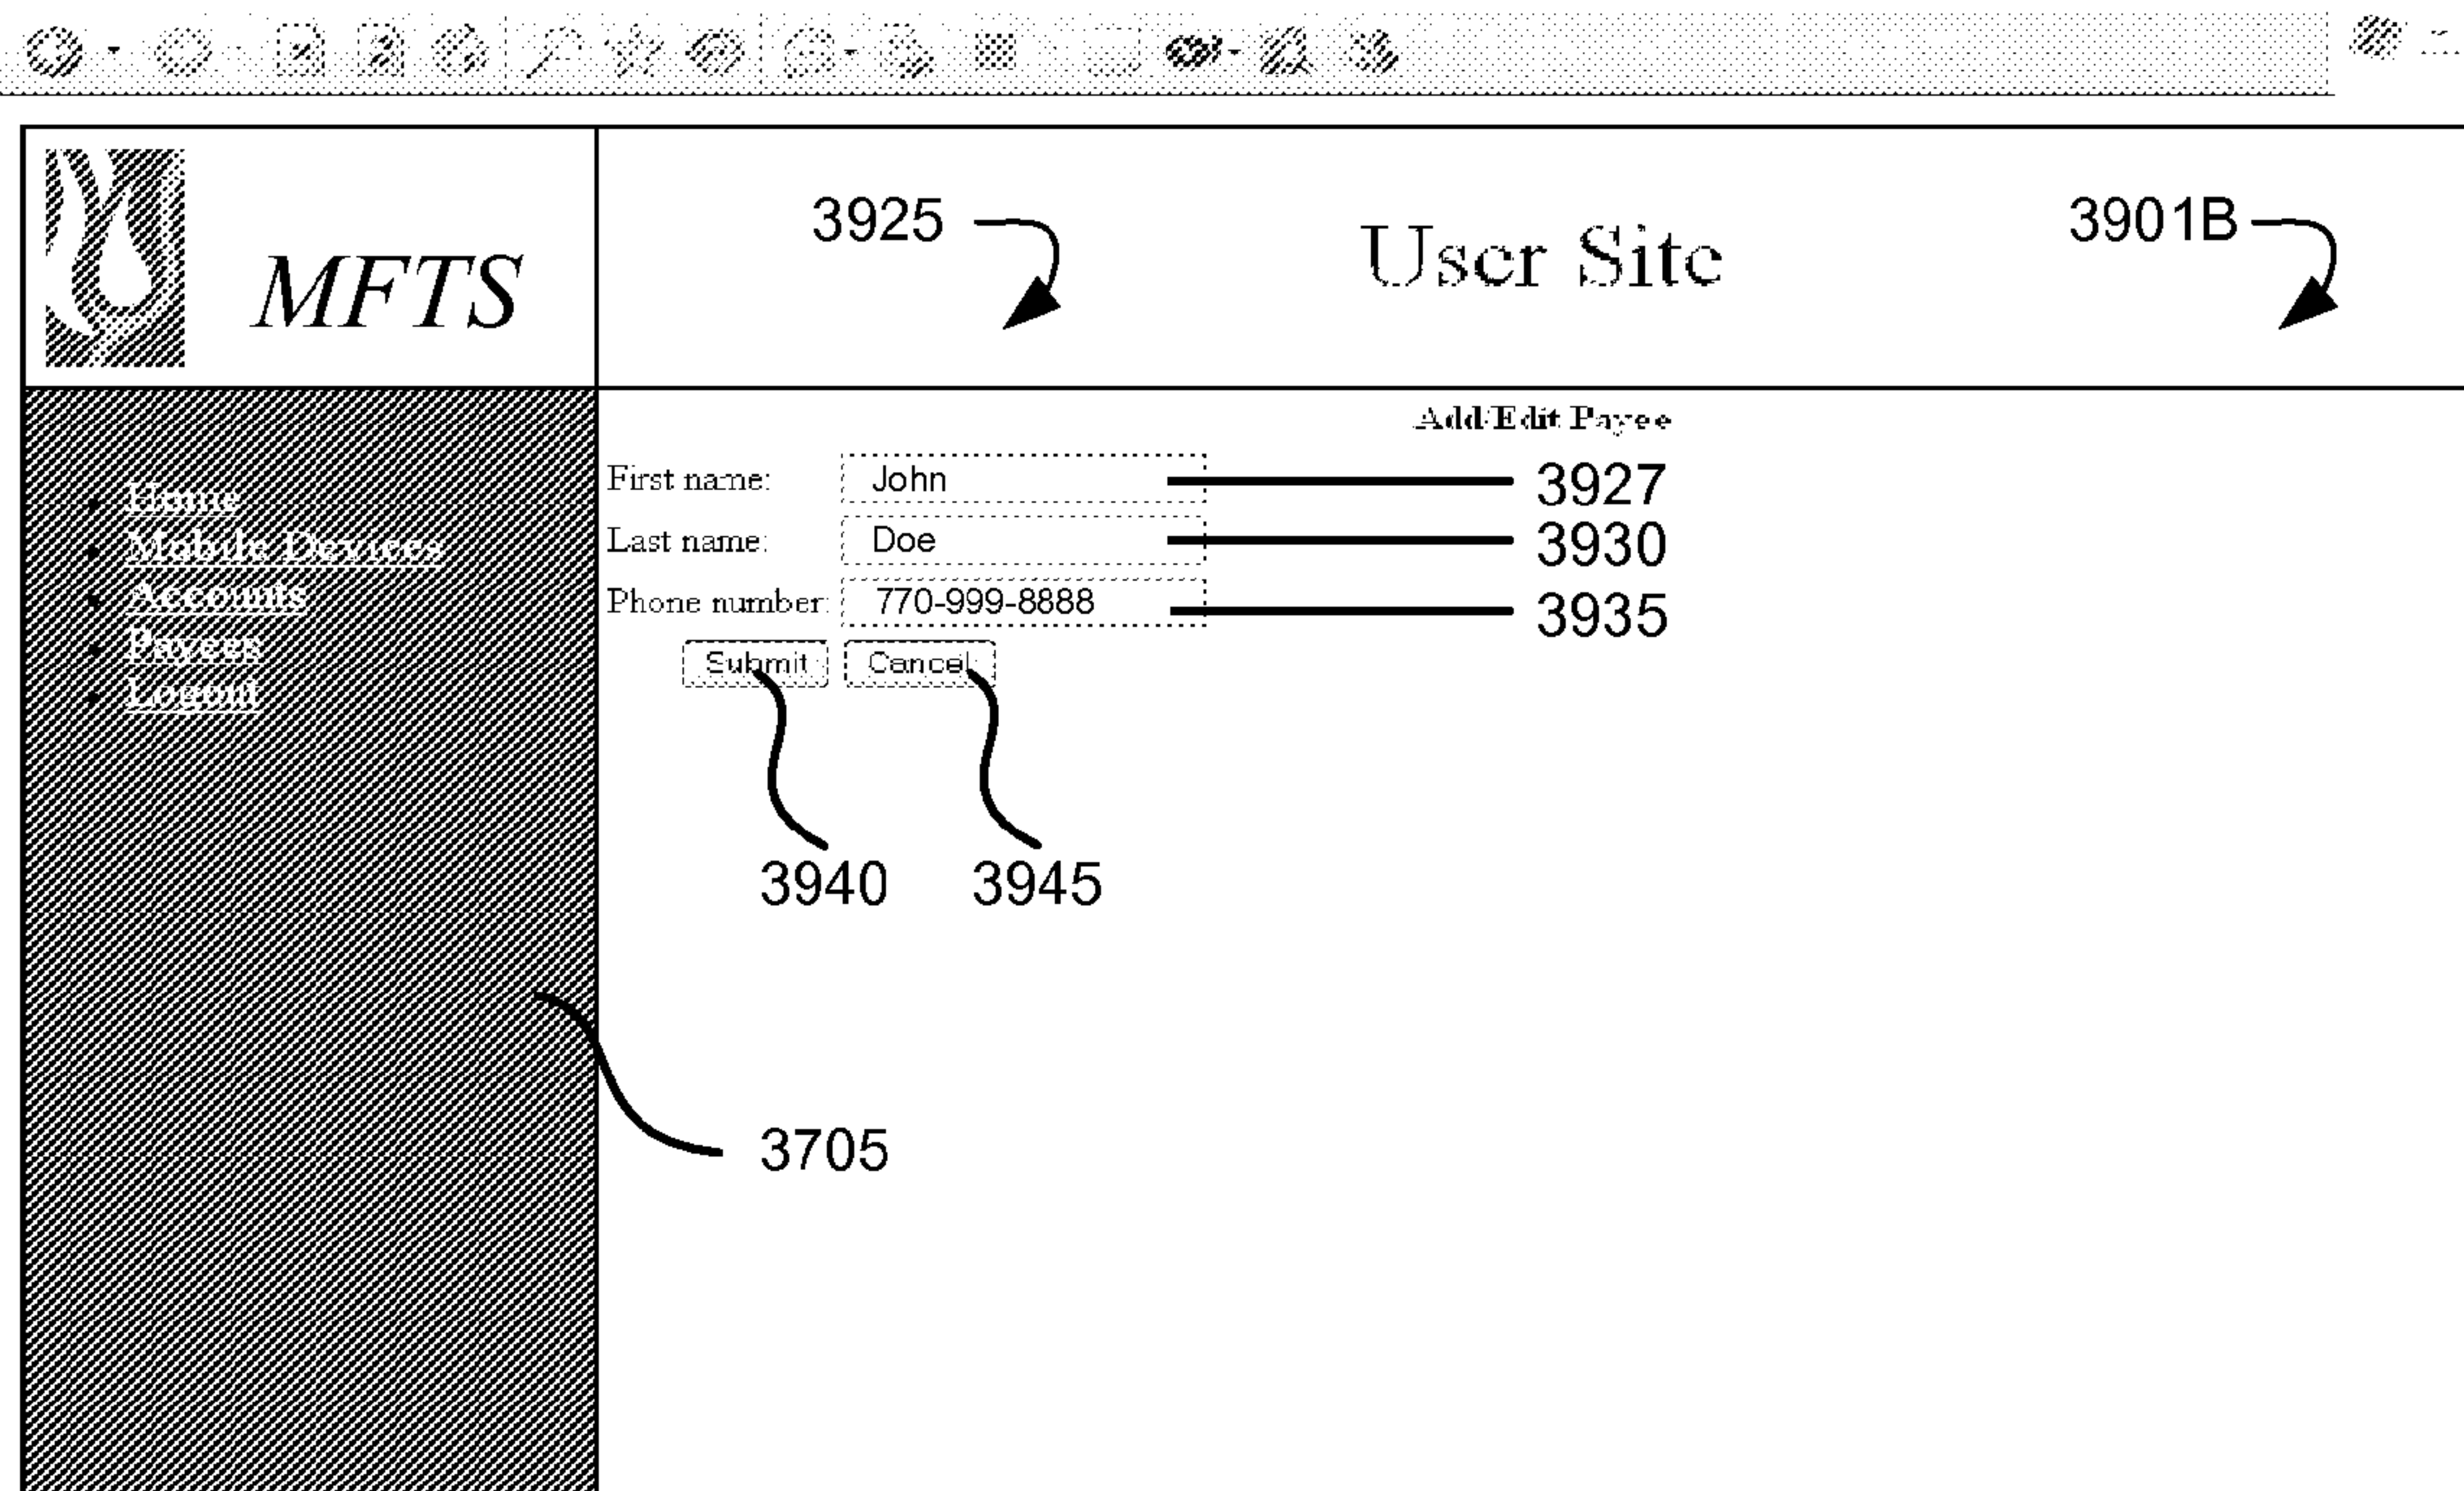 3925
User Site
3901B
MFTS
Add/Edit Payee
Home
Mobile Devices
Accounts
Payees
Logout
First name: John 3927
Last name: Doe 3930
Phone number: 770-999-8888 3935
Submit Cancel
3940 3945
3705